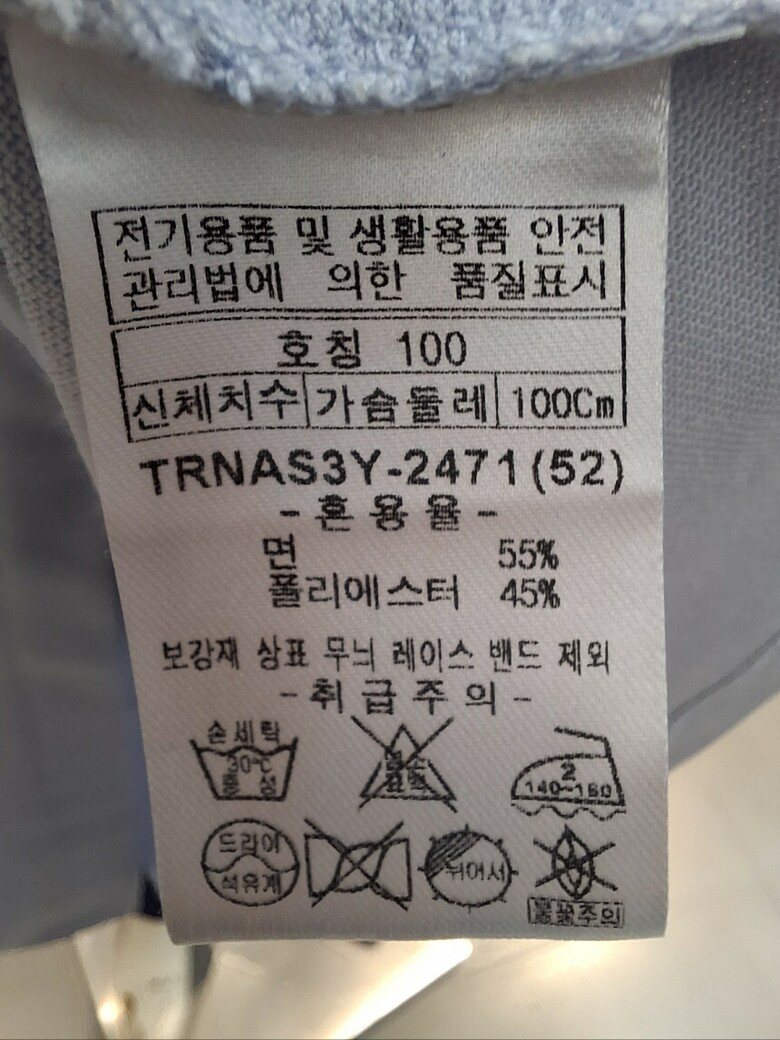 전기용품 및 생활용품 안전
관리법에 의한 품질표시
호칭 100
신체치수 가슴둘레 100Cm
TRNAS3Y-2471(52)
-혼용율-
면 55%
폴리에스터 45%
보강재 상표 무늬 레이스 밴드 제외
-취급주의-
손세탁
30℃
중성
염소
표백
2
140~160
드라이
석유계
뉘어서